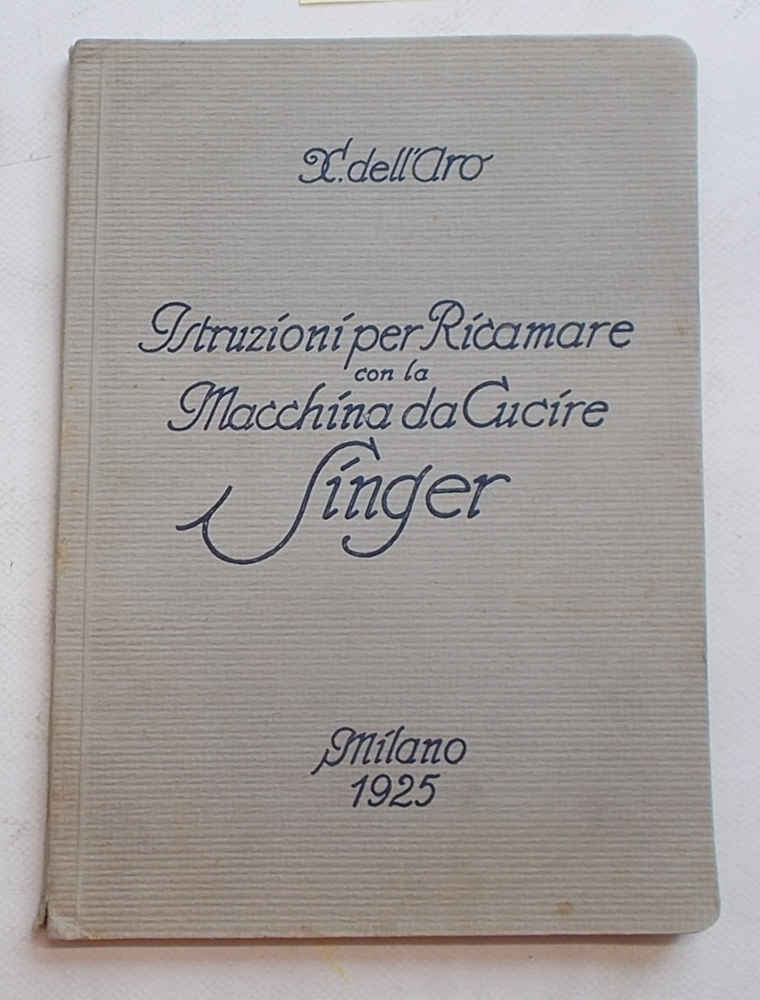 X. dell'Aro
Istruzioni per Ricamare
con la
Macchina da Cucire
Singer
Milano
1925